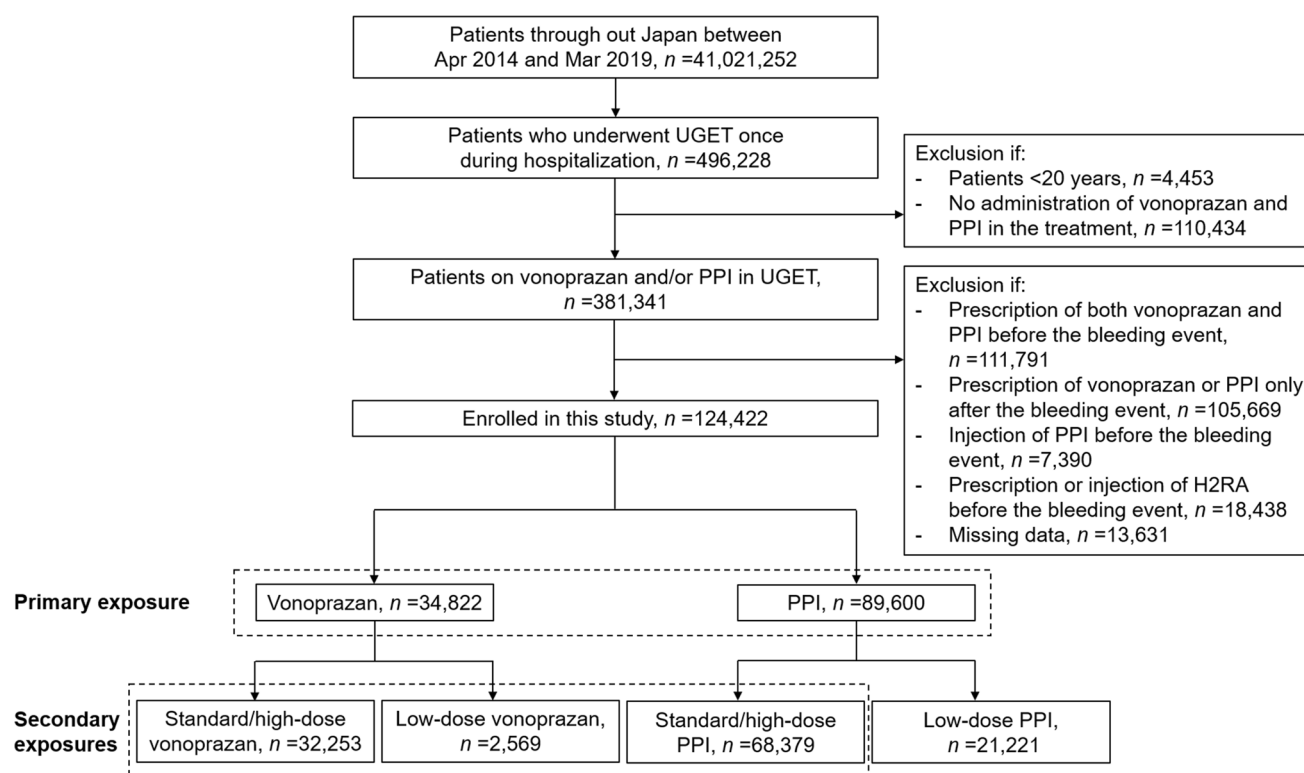 Patients through out Japan between
Apr 2014 and Mar 2019, n =41,021,252
Patients who underwent UGET once
during hospitalization, n =496,228
Exclusion if:
- Patients <20 years, n =4,453
- No administration of vonoprazan and
PPI in the treatment, n =110,434
Patients on vonoprazan and/or PPI in UGET,
n =381,341
Exclusion if:
- Prescription of both vonoprazan and
PPI before the bleeding event,
n =111,791
- Prescription of vonoprazan or PPI only
after the bleeding event, n =105,669
- Injection of PPI before the bleeding
event, n =7,390
- Prescription or injection of H2RA
before the bleeding event, n =18,438
- Missing data, n =13,631
Enrolled in this study, n =124,422
Primary exposure
Vonoprazan, n =34,822
PPI, n =89,600
Secondary
exposures
Standard/high-dose
vonoprazan, n =32,253
Low-dose vonoprazan,
n =2,569
Standard/high-dose
PPI, n =68,379
Low-dose PPI,
n =21,221